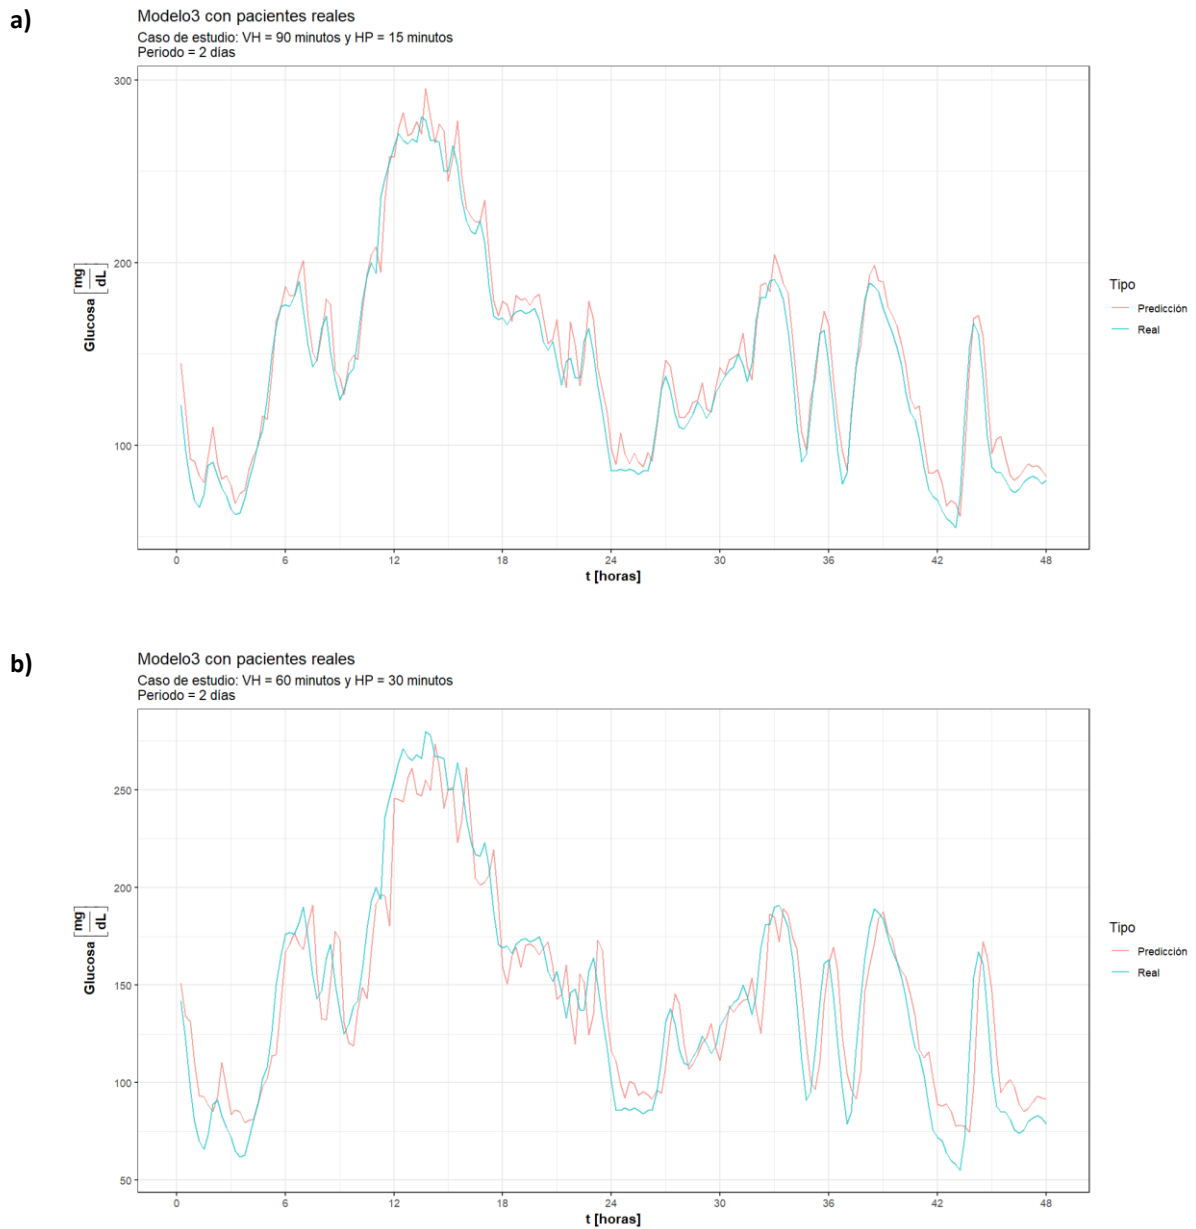 a)
Modelo3 con pacientes reales
Caso de estudio: VH = 90 minutos y HP = 15 minutos
Periodo = 2 días
300
200
100
Glucosa [mg/dL]
0 6 12 18 24 30 36 42 48
t [horas]
Tipo
Predicción
Real
b)
Modelo3 con pacientes reales
Caso de estudio: VH = 60 minutos y HP = 30 minutos
Periodo = 2 días
250
200
150
100
50
Glucosa [mg/dL]
0 6 12 18 24 30 36 42 48
t [horas]
Tipo
Predicción
Real